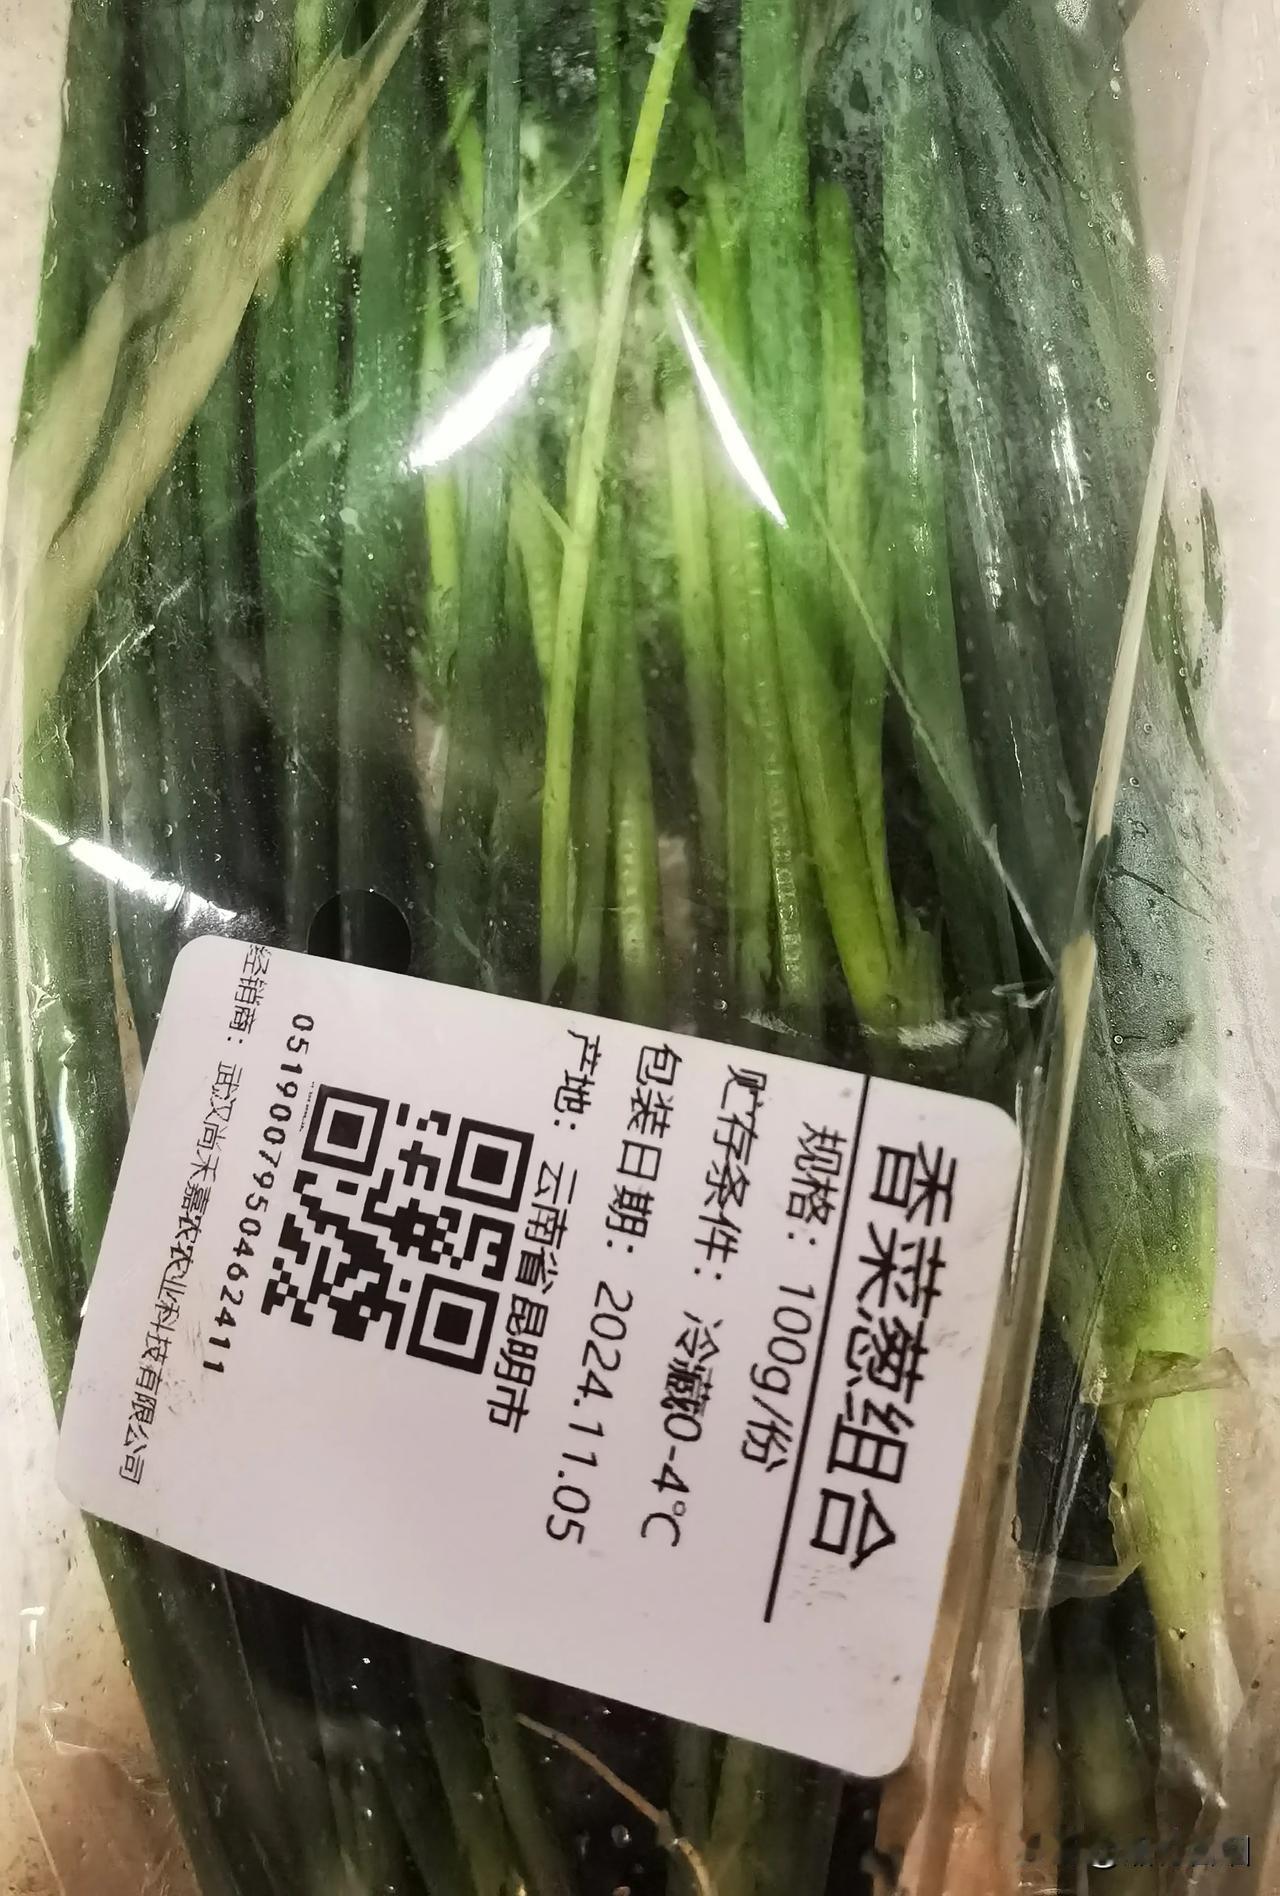 香菜葱组合
规格：100g/份
贮存条件：冷藏0-4℃
包装日期：2024.11.05
产地：云南省昆明市
05190079504462411
经销商：武汉尚禾嘉农农业科技有限公司